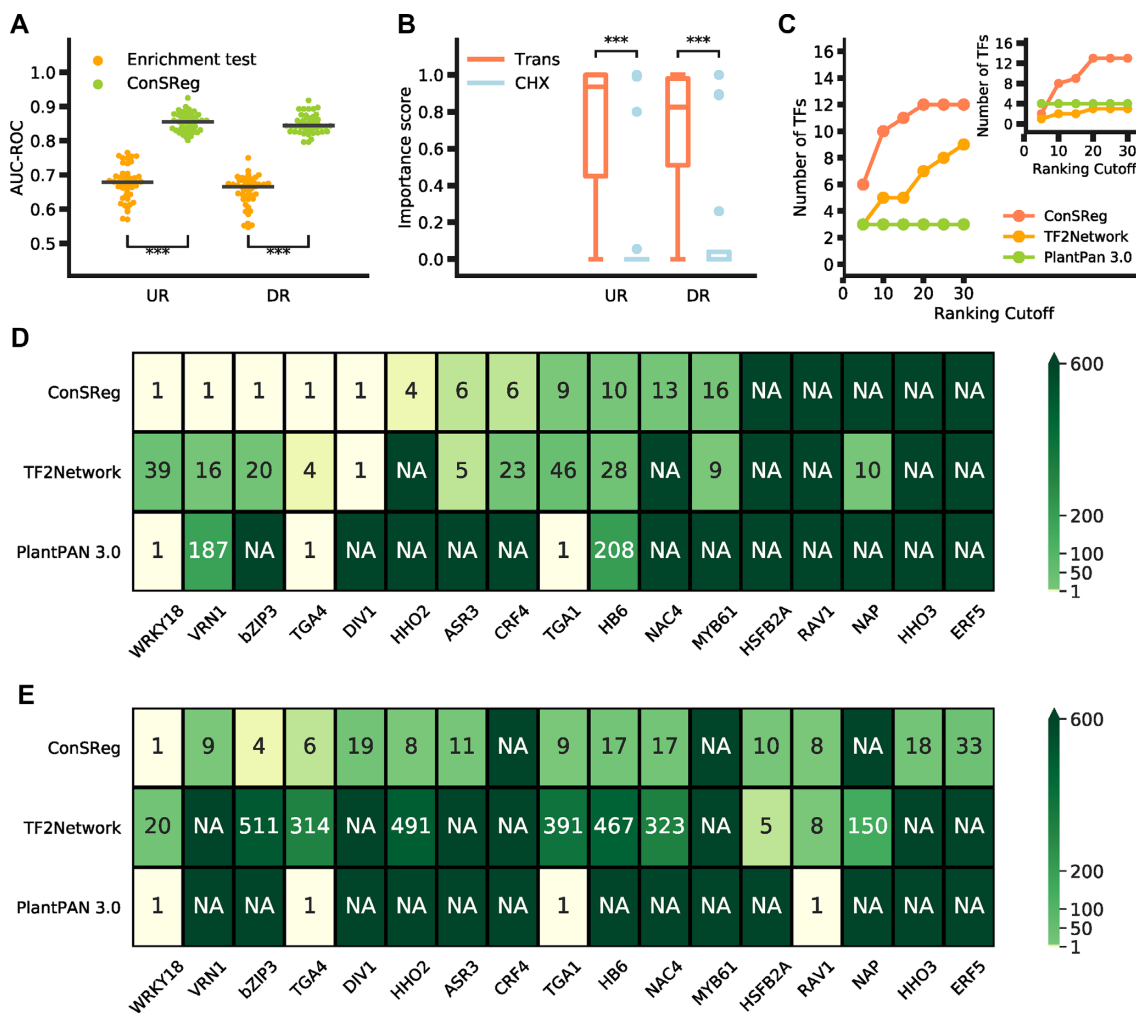 A
B
C
Enrichment test
ConSReg
1.0
0.9
0.8
0.7
0.6
0.5
AUC-ROC
***
***
UR
DR
Trans
CHX
***
***
1.0
0.8
0.6
0.4
0.2
0.0
Importance score
UR
DR
16
14
12
10
8
6
4
2
0
Number of TFs
0
10
20
30
Ranking Cutoff
16
12
8
4
0
Number of TFs
0
10
20
30
Ranking Cutoff
ConSReg
TF2Network
PlantPan 3.0
D
ConSReg 1 1 1 1 1 4 6 6 9 10 13 16 NA NA NA NA NA
TF2Network 39 16 20 4 1 NA 5 23 46 28 NA 9 NA NA 10 NA NA
PlantPAN 3.0 1 187 NA 1 NA NA NA NA 1 208 NA NA NA NA NA NA NA
WRKY18 VRN1 bZIP3 TGA4 DIV1 HHO2 ASR3 CRF4 TGA1 HB6 NAC4 MYB61 HSFB2A RAV1 NAP HHO3 ERF5
600
200
100
50
1
E
ConSReg 1 9 4 6 19 8 11 NA 9 17 17 NA 10 8 NA 18 33
TF2Network 20 NA 511 314 NA 491 NA NA 391 467 323 NA 5 8 150 NA NA
PlantPAN 3.0 1 NA NA 1 NA NA NA NA 1 NA NA NA NA 1 NA NA NA
WRKY18 VRN1 bZIP3 TGA4 DIV1 HHO2 ASR3 CRF4 TGA1 HB6 NAC4 MYB61 HSFB2A RAV1 NAP HHO3 ERF5
600
200
100
50
1